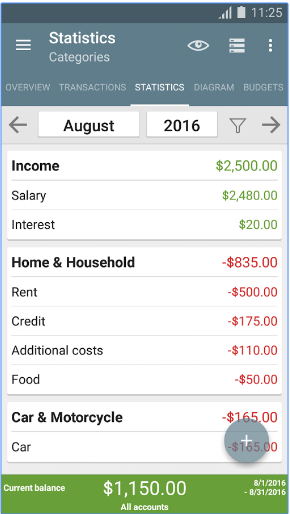 11:25
Statistics
Categories
OVERVIEW TRANSACTIONS STATISTICS DIAGRAM BUDGETS
August 2016
Income $2,500.00
Salary $2,480.00
Interest $20.00
Home & Household -$835.00
Rent -$500.00
Credit -$175.00
Additional costs -$110.00
Food -$50.00
Car & Motorcycle -$165.00
Car -$165.00
+
Current balance $1,150.00 8/1/2016
All accounts - 8/31/2016